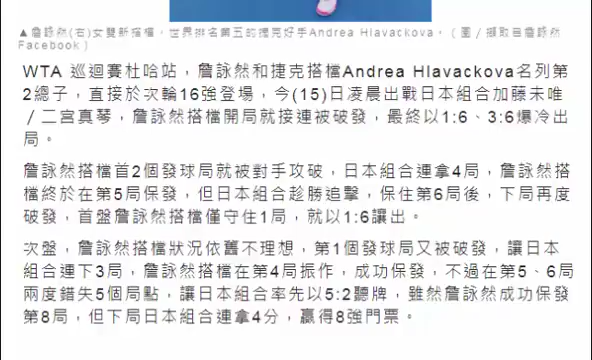 ▲詹詠然(右)女雙新搭檔，世界排名第五的捷克好手Andrea Hlavackova。（圖／擷取自詹詠然
Facebook）
WTA 巡迴賽杜哈站，詹詠然和捷克搭檔Andrea Hlavackova名列第
2總子，直接於次輪16強登場，今(15)日凌晨出戰日本組合加藤未唯
／二宮真琴，詹詠然搭檔開局就接連被破發，最終以1:6、3:6爆冷出
局。
詹詠然搭檔首2個發球局就被對手攻破，日本組合連拿4局，詹詠然搭
檔終於在第5局保發，但日本組合趁勝追擊，保住第6局後，下局再度
破發，首盤詹詠然搭檔僅守住1局，就以1:6讓出。
次盤，詹詠然搭檔狀況依舊不理想，第1個發球局又被破發，讓日本
組合連下3局，詹詠然搭檔在第4局振作，成功保發，不過在第5、6局
兩度錯失5個局點，讓日本組合率先以5:2聽牌，雖然詹詠然成功保發
第8局，但下局日本組合連拿4分，贏得8強門票。